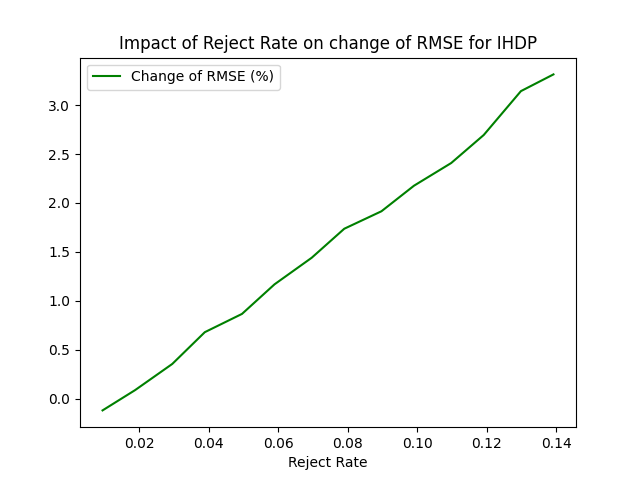 Impact of Reject Rate on change of RMSE for IHDP
Change of RMSE (%)
3.0
2.5
2.0
1.5
1.0
0.5
0.0
0.02 0.04 0.06 0.08 0.10 0.12 0.14
Reject Rate